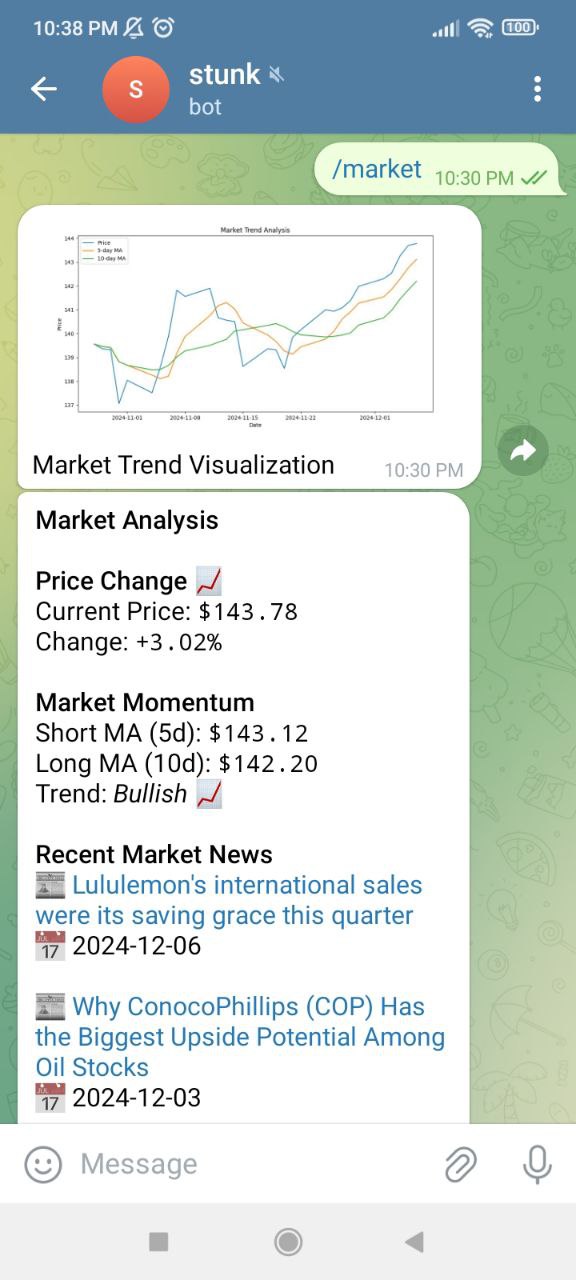 10:38 PM
100
S
stunk
bot
/market 10:30 PM
Market Trend Analysis
Price
5-day MA
10-day MA
144
143
142
141
140
139
138
137
Price
2024-11-01 2024-11-08 2024-11-15 2024-11-22 2024-12-01
Date
Market Trend Visualization 10:30 PM
Market Analysis
Price Change
Current Price: $143.78
Change: +3.02%
Market Momentum
Short MA (5d): $143.12
Long MA (10d): $142.20
Trend: Bullish
Recent Market News
Lululemon's international sales
were its saving grace this quarter
JUL
17 2024-12-06
Why ConocoPhillips (COP) Has
the Biggest Upside Potential Among
Oil Stocks
JUL
17 2024-12-03
Message